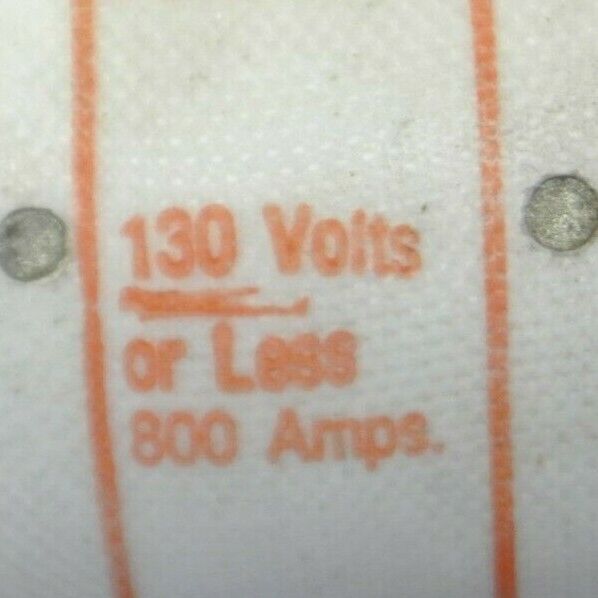 130 Volts
or Less
800 Amps.